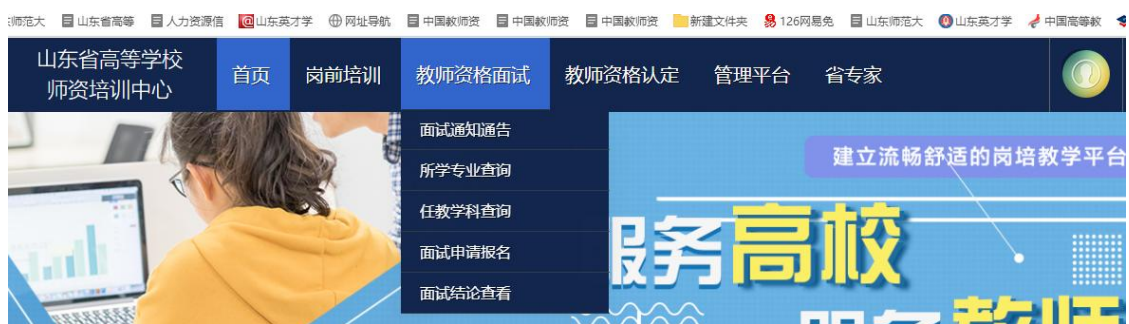 师范大 山东省高等 人力资源信 山东英才学 网址导航 中国教师资 中国教师资 中国教师资 新建文件夹 126网易免 山东师范大 山东英才学 中国高等教
山东省高等学校
师资培训中心
首页 岗前培训 教师资格面试 教师资格认定 管理平台 省专家
面试通知通告
所学专业查询
任教学科查询
面试申请报名
面试结论查看
建立流畅舒适的岗培教学平台
服务高校
服务教师